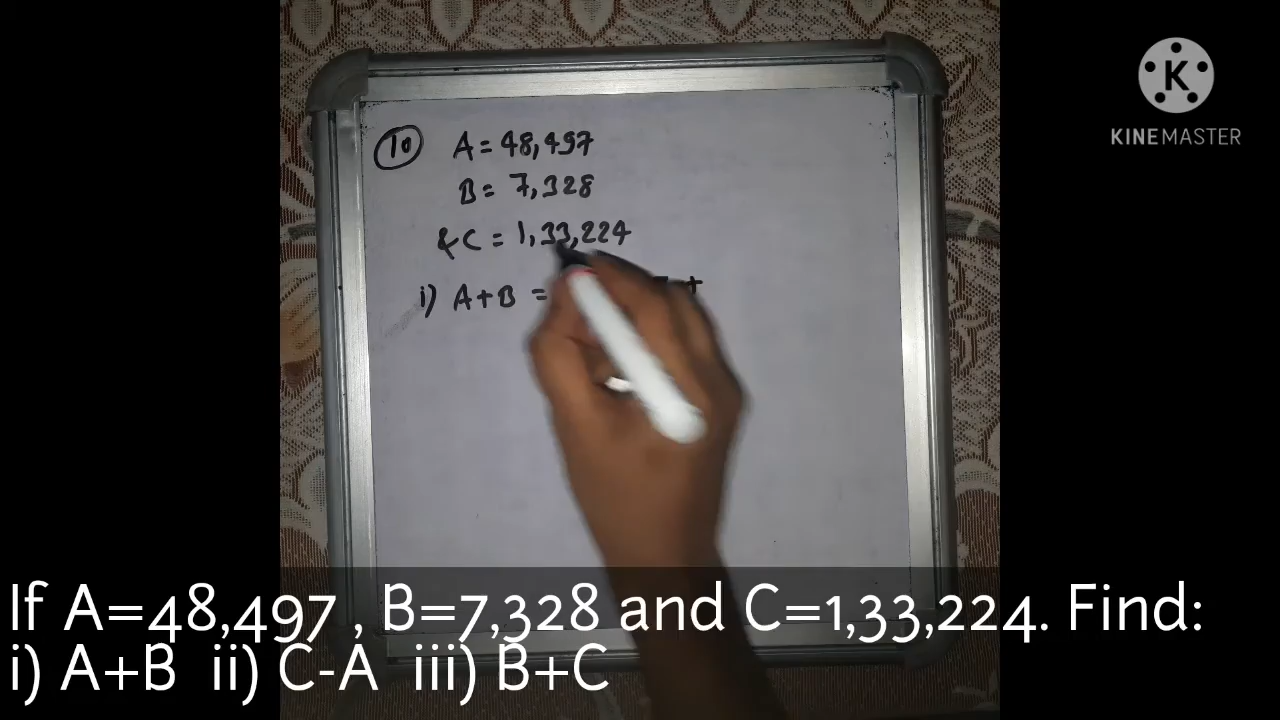 10 A = 48,497
B = 7,328
& C = 1,33,224
i) A + B = +
KINEMASTER
If A=48,497 , B=7,328 and C=1,33,224. Find:
i) A+B ii) C-A iii) B+C